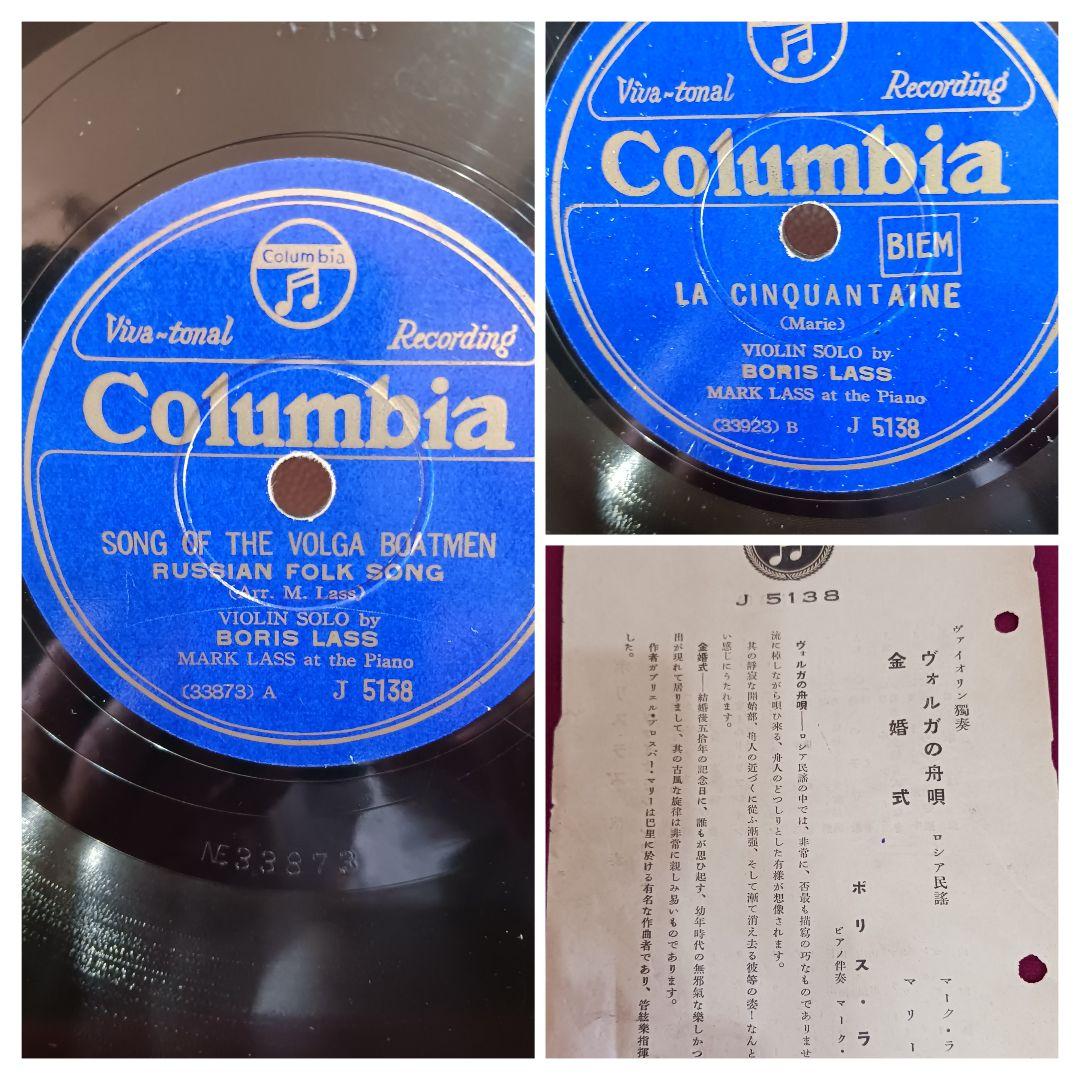 Columbia
Viva-tonal Recording
Columbia
SONG OF THE VOLGA BOATMEN
RUSSIAN FOLK SONG
(Arr. M. Lass)
VIOLIN SOLO by
BORIS LASS
MARK LASS at the Piano
(33873) A J 5138
NE33873
Viva-tonal Recording
Columbia
BIEM
LA CINQUANTAINE
(Marie)
VIOLIN SOLO by
BORIS LASS
MARK LASS at the Piano
(33923) B J 5138
J 5138
ヴァイオリン獨奏
ヴォルガの舟唄 ロシア民謡 マーク・ラ
金婚式 マリー
ボリス・ラ
ピアノ伴奏 マーク・
ヴォルガの舟唄――ロシア民謡の中では、非常に、否最も描寫の巧なものでありませ
流に棹しながら唄ひ来る、舟人のどつしりとした有様が想像されます。
其の靜寂な開始部、舟人の近づくに從ふ漸強、そして漸て消え去る彼等の姿!なんと
い感じにうたれます。
金婚式――結婚後五拾年の記念日に、誰もが思ひ起す、幼年時代の無邪氣な樂しかつ
出が現れて居りまして、其の古風な旋律は非常に親しみ易いものであります。
作者ガブリエル・プロスパー・マリーは巴里に於ける有名な作曲者であり、管絃樂指揮
した。